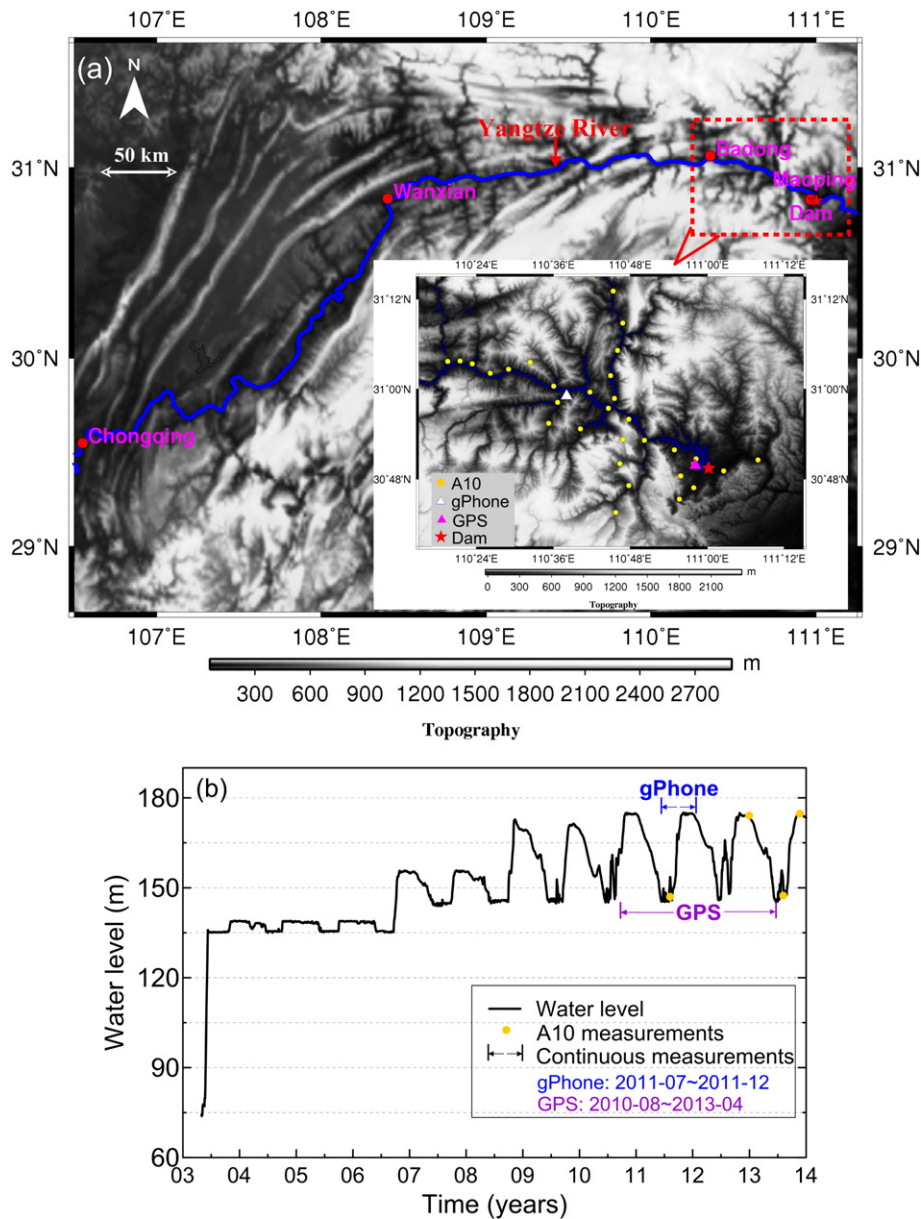 107°E 108°E 109°E 110°E 111°E
(a)
N
50 km
Yangtze River
31°N 31°N
Badong
Maoping
Dam
Wanxian
110°24'E 110°36'E 110°48'E 111°00'E 111°12'E
31°12'N 31°12'N
30°N 30°N
31°00'N 31°00'N
Chongqing
30°48'N 30°48'N
A10
gPhone
GPS
Dam
29°N 29°N
110°24'E 110°36'E 110°48'E 111°00'E 111°12'E
m
0 300 600 900 1200 1500 1800 2100
Topography
107°E 108°E 109°E 110°E 111°E
m
300 600 900 1200 1500 1800 2100 2400 2700
Topography
(b)
gPhone
180
150
GPS
120
90
60
Water level (m)
Water level
A10 measurements
Continuous measurements
gPhone: 2011-07~2011-12
GPS: 2010-08~2013-04
03 04 05 06 07 08 09 10 11 12 13 14
Time (years)